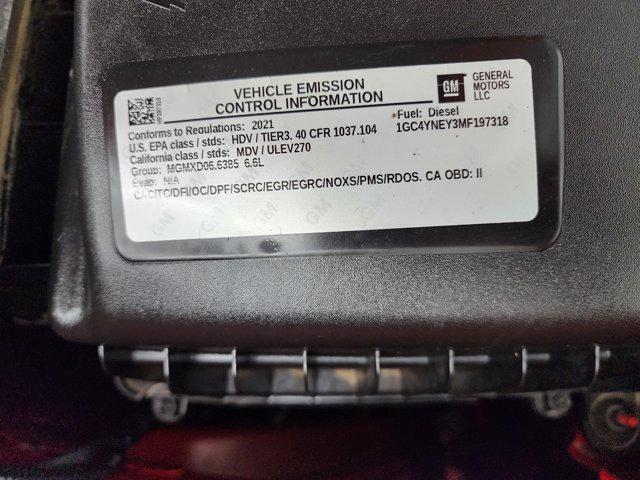 VEHICLE EMISSION
CONTROL INFORMATION
GM
GENERAL
MOTORS
LLC
Conforms to Regulations: 2021
Fuel: Diesel
U.S. EPA class / stds: HDV / TIER3. 40 CFR 1037.104
1GC4YNEY3MF197318
California class / stds: MDV / ULEV270
Group: MGMXD06.6385 6.6L
Evap: N/A
CAC/TC/DFI/OC/DPF/SCRC/EGR/EGRC/NOXS/PMS/RDOS. CA OBD: II